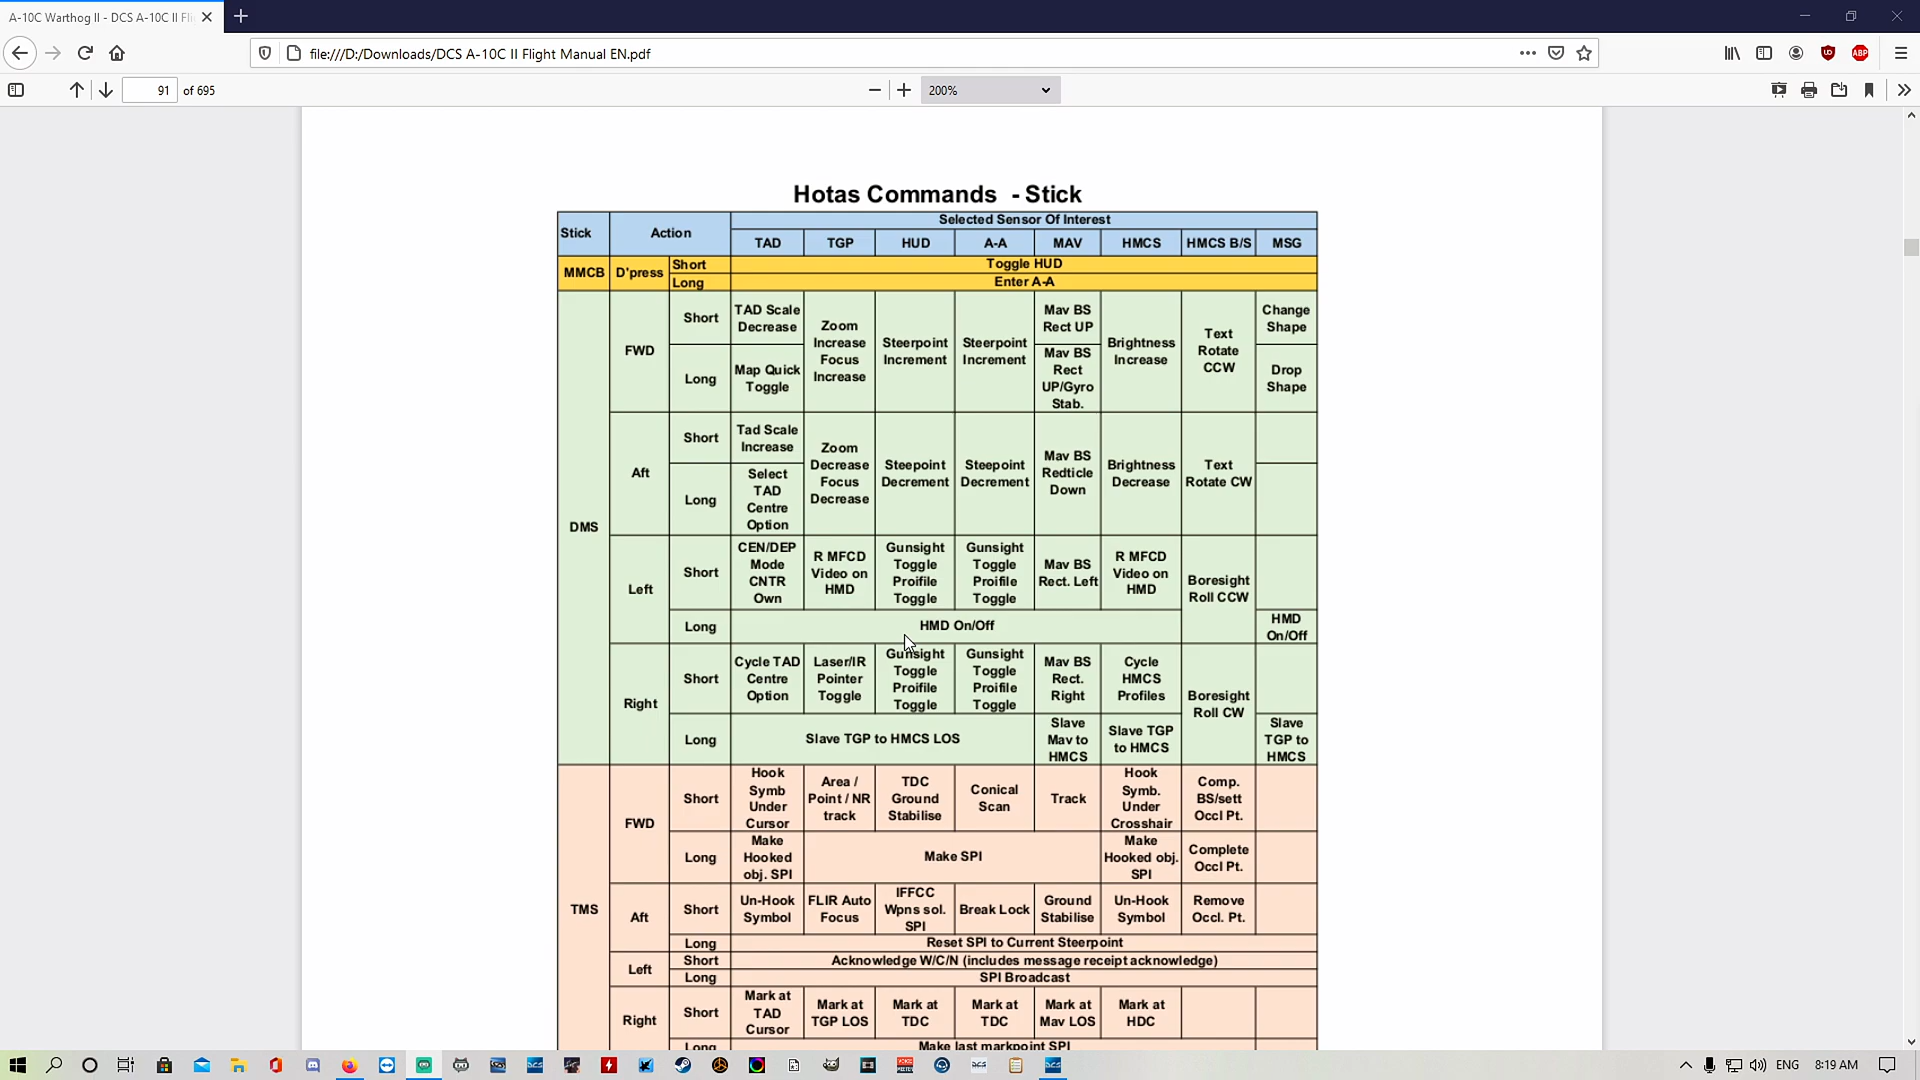 A-10C Warthog II - DCS A-10C II Fli
file:///D:/Downloads/DCS A-10C II Flight Manual EN.pdf
91 of 695
200%
Hotas Commands - Stick
Stick Action Selected Sensor Of Interest
TAD TGP HUD A-A MAV HMCS HMCS B/S MSG
MMCB D'press Short Toggle HUD
Long Enter A-A
DMS
FWD
Short
TAD Scale
Decrease
Zoom
Increase
Focus
Increase
Steerpoint
Increment
Steerpoint
Increment
Mav BS
Rect UP
Brightness
Increase
Text
Rotate
CCW
Change
Shape
Long
Map Quick
Toggle
Mav BS
Rect
UP/Gyro
Stab.
Drop
Shape
Aft
Short
Tad Scale
Increase
Zoom
Decrease
Focus
Decrease
Steepoint
Decrement
Steepoint
Decrement
Mav BS
Redticle
Down
Brightness
Decrease
Text
Rotate CW
Long
Select
TAD
Centre
Option
Left
Short
CEN/DEP
Mode
CNTR
Own
R MFCD
Video on
HMD
Gunsight
Toggle
Proifile
Toggle
Gunsight
Toggle
Proifile
Toggle
Mav BS
Rect. Left
R MFCD
Video on
HMD
Boresight
Roll CCW
Long
HMD On/Off
HMD
On/Off
Right
Short
Cycle TAD
Centre
Option
Laser/IR
Pointer
Toggle
Gunsight
Toggle
Proifile
Toggle
Gunsight
Toggle
Proifile
Toggle
Mav BS
Rect.
Right
Cycle
HMCS
Profiles
Boresight
Roll CW
Long
Slave TGP to HMCS LOS
Slave
Mav to
HMCS
Slave TGP
to HMCS
Slave
TGP to
HMCS
TMS
FWD
Short
Hook
Symb
Under
Cursor
Area /
Point / NR
track
TDC
Ground
Stabilise
Conical
Scan
Track
Hook
Symb.
Under
Crosshair
Comp.
BS/sett
Occl Pt.
Long
Make
Hooked
obj. SPI
Make SPI
Make
Hooked obj.
SPI
Complete
Occl Pt.
Aft
Short
Un-Hook
Symbol
FLIR Auto
Focus
IFFCC
Wpns sol.
SPI
Break Lock
Ground
Stabilise
Un-Hook
Symbol
Remove
Occl. Pt.
Long Reset SPI to Current Steerpoint
Left
Short Acknowledge W/C/N (includes message receipt acknowledge)
Long SPI Broadcast
Right
Short
Mark at
TAD
Cursor
Mark at
TGP LOS
Mark at
TDC
Mark at
TDC
Mark at
Mav LOS
Mark at
HDC
Long Make last markpoint SPI
ENG 8:19 AM